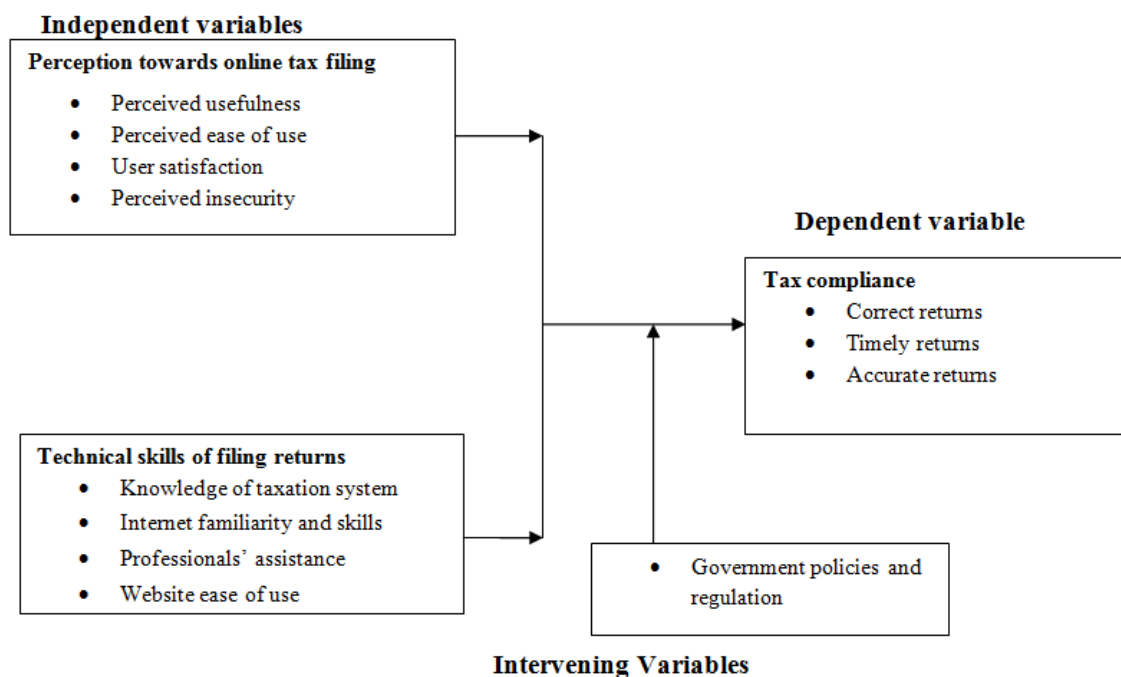 Independent variables
Perception towards online tax filing
• Perceived usefulness
• Perceived ease of use
• User satisfaction
• Perceived insecurity
Dependent variable
Tax compliance
• Correct returns
• Timely returns
• Accurate returns
Technical skills of filing returns
• Knowledge of taxation system
• Internet familiarity and skills
• Professionals’ assistance
• Website ease of use
• Government policies and
regulation
Intervening Variables